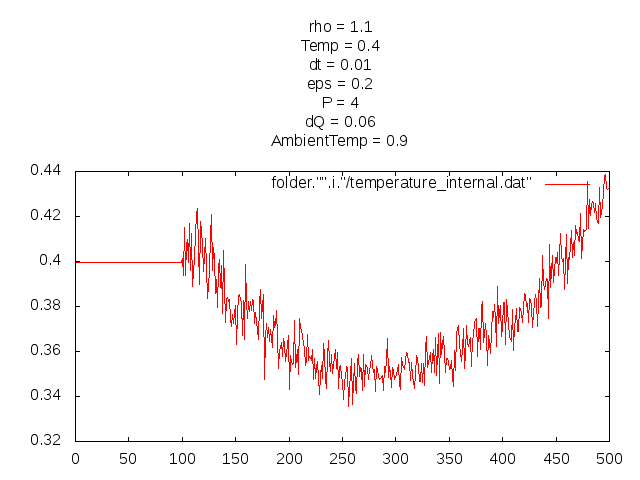 rho = 1.1
Temp = 0.4
dt = 0.01
eps = 0.2
P = 4
dQ = 0.06
AmbientTemp = 0.9
folder."".i."/temperature_internal.dat"
0.44
0.42
0.4
0.38
0.36
0.34
0.32
0 50 100 150 200 250 300 350 400 450 500